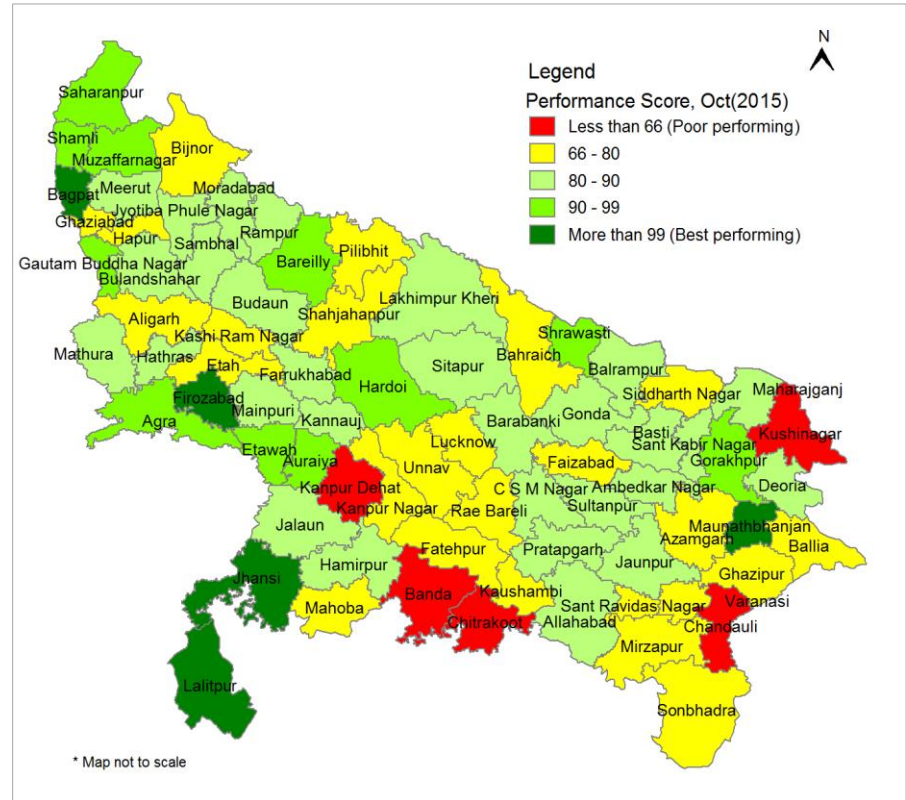 N
Legend
Performance Score, Oct(2015)
Less than 66 (Poor performing)
66 - 80
80 - 90
90 - 99
More than 99 (Best performing)
Saharanpur
Shamli
Muzaffarnagar
Bijnor
Bagpat
Meerut
Moradabad
Jyotiba Phule Nagar
Ghaziabad
Hapur
Sambhal
Rampur
Pilibhit
Bareilly
Gautam Buddha Nagar
Bulandshahar
Budaun
Shahjahanpur
Lakhimpur Kheri
Aligarh
Kashi Ram Nagar
Shrawasti
Bahraich
Mathura
Hathras
Etah
Farrukhabad
Hardoi
Sitapur
Balrampur
Siddharth Nagar
Maharajganj
Firozabad
Mainpuri
Kannauj
Agra
Barabanki
Gonda
Basti
Sant Kabir Nagar
Kushinagar
Gorakhpur
Etawah
Auraiya
Lucknow
Unnav
Faizabad
Deoria
Kanpur Dehat
Kanpur Nagar
C S M Nagar
Ambedkar Nagar
Rae Bareli
Sultanpur
Jalaun
Maunathbhanjan
Azamgarh
Ballia
Fatehpur
Pratapgarh
Jaunpur
Hamirpur
Ghazipur
Jhansi
Mahoba
Banda
Kaushambi
Chitrakoot
Sant Ravidas Nagar
Varanasi
Allahabad
Chandauli
Mirzapur
Lalitpur
Sonbhadra
* Map not to scale